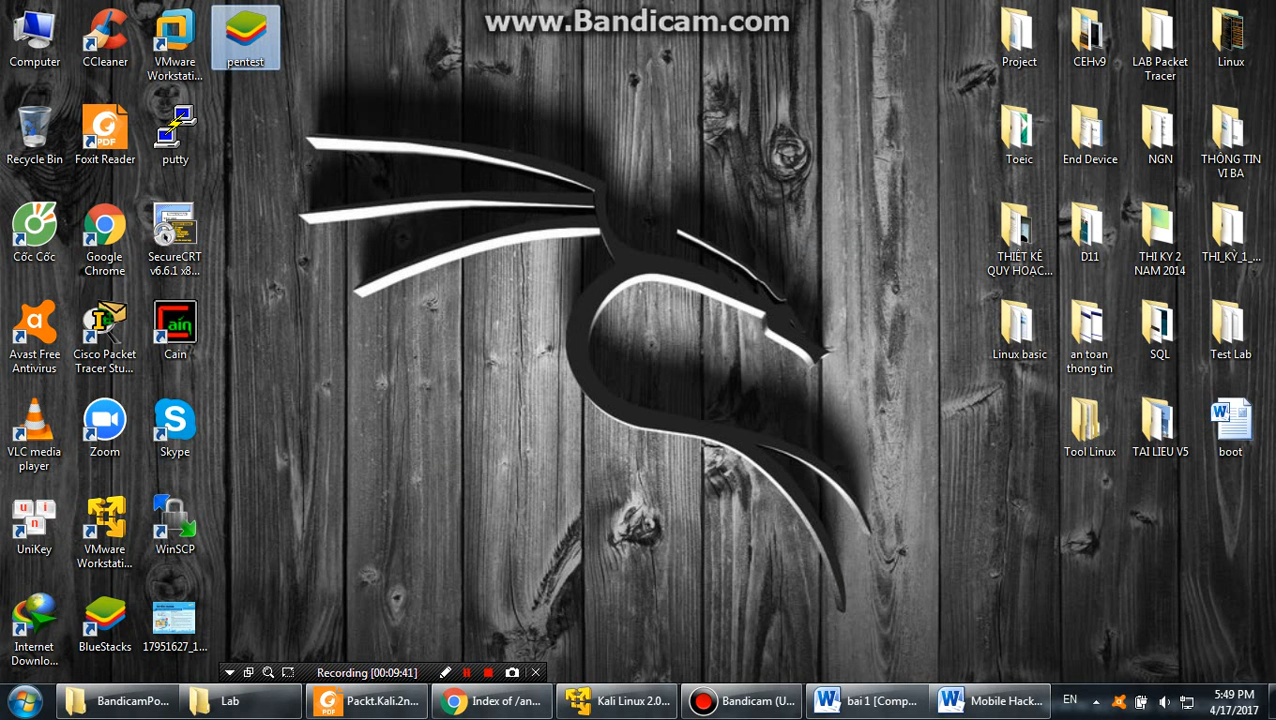 www.Bandicam.com
Computer
CCleaner
VMware
Workstati...
pentest
Project
CEHv9
LAB Packet
Tracer
Linux
Recycle Bin
PDF
Foxit Reader
putty
Toeic
End Device
NGN
THÔNG TIN
VI BA
Cốc Cốc
Google
Chrome
SecureCRT
v6.6.1 x8...
THIẾT KẾ
QUY HOAC...
D11
THI KY 2
NAM 2014
THI_KỲ_1_...
Avast Free
Antivirus
Cisco Packet
Tracer Stu...
Cain
Linux basic
an toan
thong tin
SQL
Test Lab
VLC media
player
Zoom
Skype
Tool Linux
TAI LIEU V5
boot
UniKey
VMware
Workstati...
WinSCP
Internet
Downlo...
BlueStacks
17951627_1...
Recording [00:09:41]
BandicamPo...
Lab
Packt.Kali.2n...
Index of /an...
Kali Linux 2.0...
Bandicam (U...
bai 1 [Comp...
Mobile Hack...
EN
5:49 PM
4/17/2017